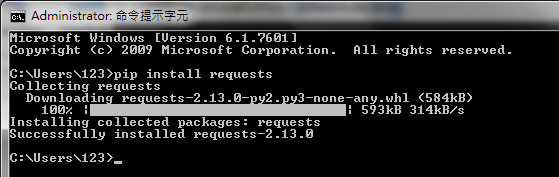 Administrator: 命令提示字元
Microsoft Windows [Version 6.1.7601]
Copyright (c) 2009 Microsoft Corporation.  All rights reserved.
C:\Users\123>pip install requests
Collecting requests
  Downloading requests-2.13.0-py2.py3-none-any.whl (584kB)
    100% |████████████████████████████████| 593kB 314kB/s
Installing collected packages: requests
Successfully installed requests-2.13.0
C:\Users\123>_